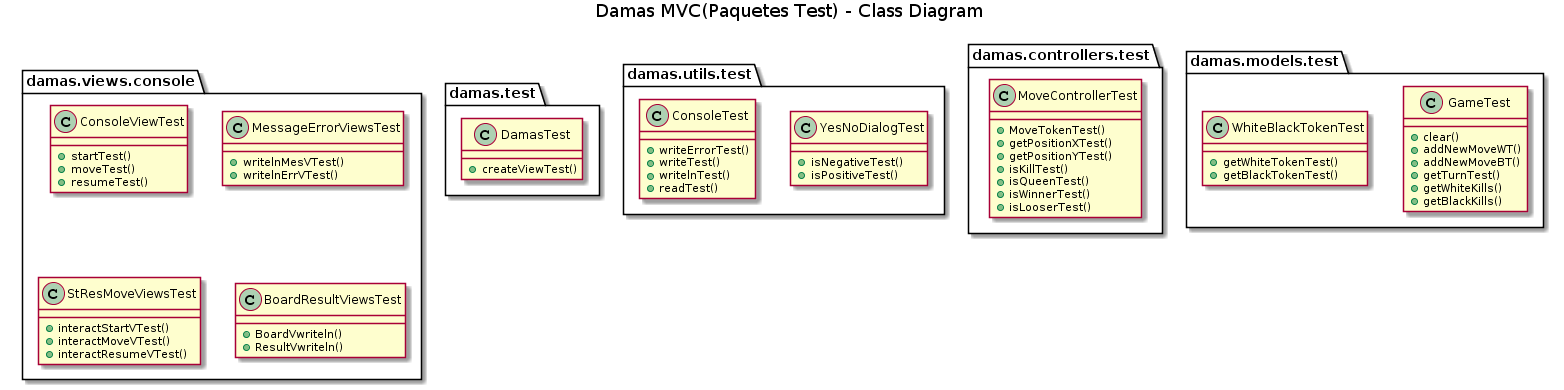 Damas MVC(Paquetes Test) - Class Diagram
damas.views.console
C ConsoleViewTest
startTest()
moveTest()
resumeTest()
C MessageErrorViewsTest
writelnMesVTest()
writelnErrVTest()
C StResMoveViewsTest
interactStartVTest()
interactMoveVTest()
interactResumeVTest()
C BoardResultViewsTest
BoardVwriteln()
ResultVwriteln()
damas.test
C DamasTest
createViewTest()
damas.utils.test
C ConsoleTest
writeErrorTest()
writeTest()
writelnTest()
readTest()
C YesNoDialogTest
isNegativeTest()
isPositiveTest()
damas.controllers.test
C MoveControllerTest
MoveTokenTest()
getPositionXTest()
getPositionYTest()
isKillTest()
isQueenTest()
isWinnerTest()
isLooserTest()
damas.models.test
C WhiteBlackTokenTest
getWhiteTokenTest()
getBlackTokenTest()
C GameTest
clear()
addNewMoveWT()
addNewMoveBT()
getTurnTest()
getWhiteKills()
getBlackKills()